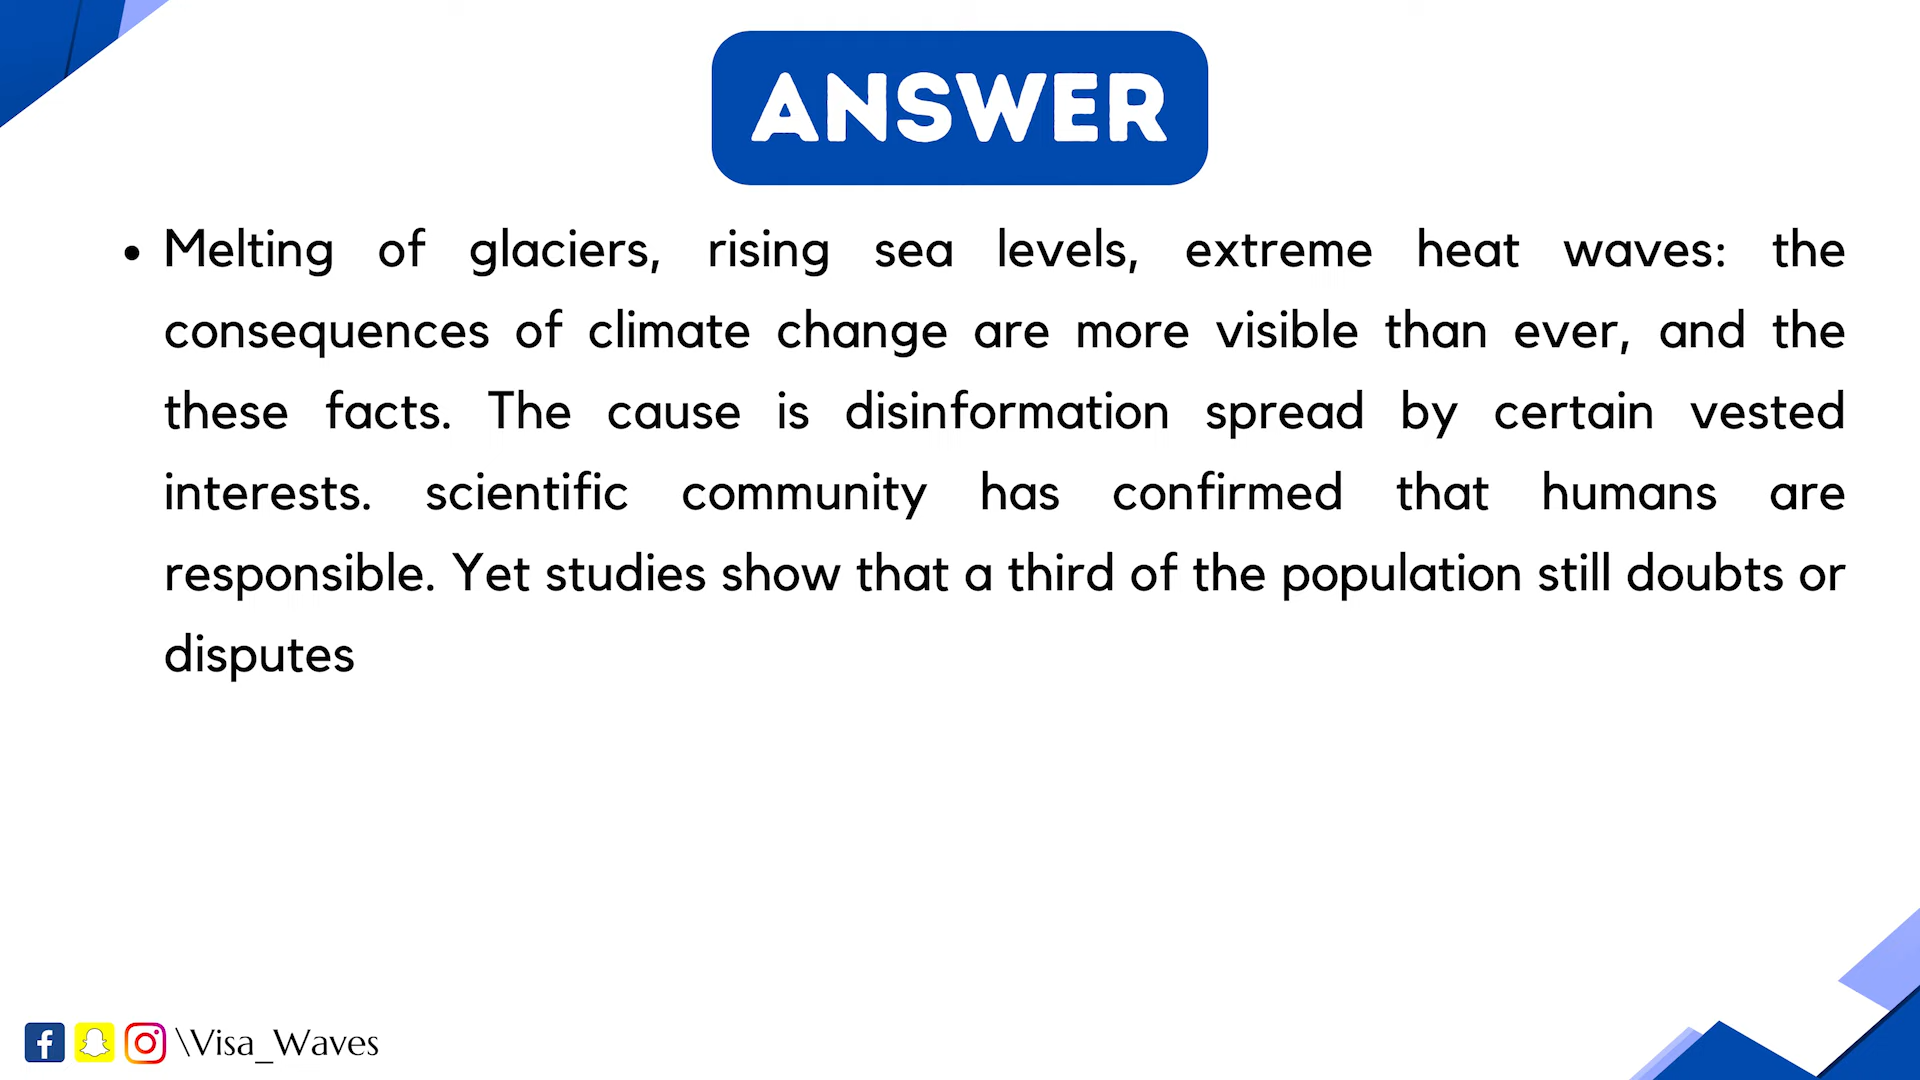 ANSWER
• Melting of glaciers, rising sea levels, extreme heat waves: the
consequences of climate change are more visible than ever, and the
these facts. The cause is disinformation spread by certain vested
interests. scientific community has confirmed that humans are
responsible. Yet studies show that a third of the population still doubts or
disputes
\Visa_Waves